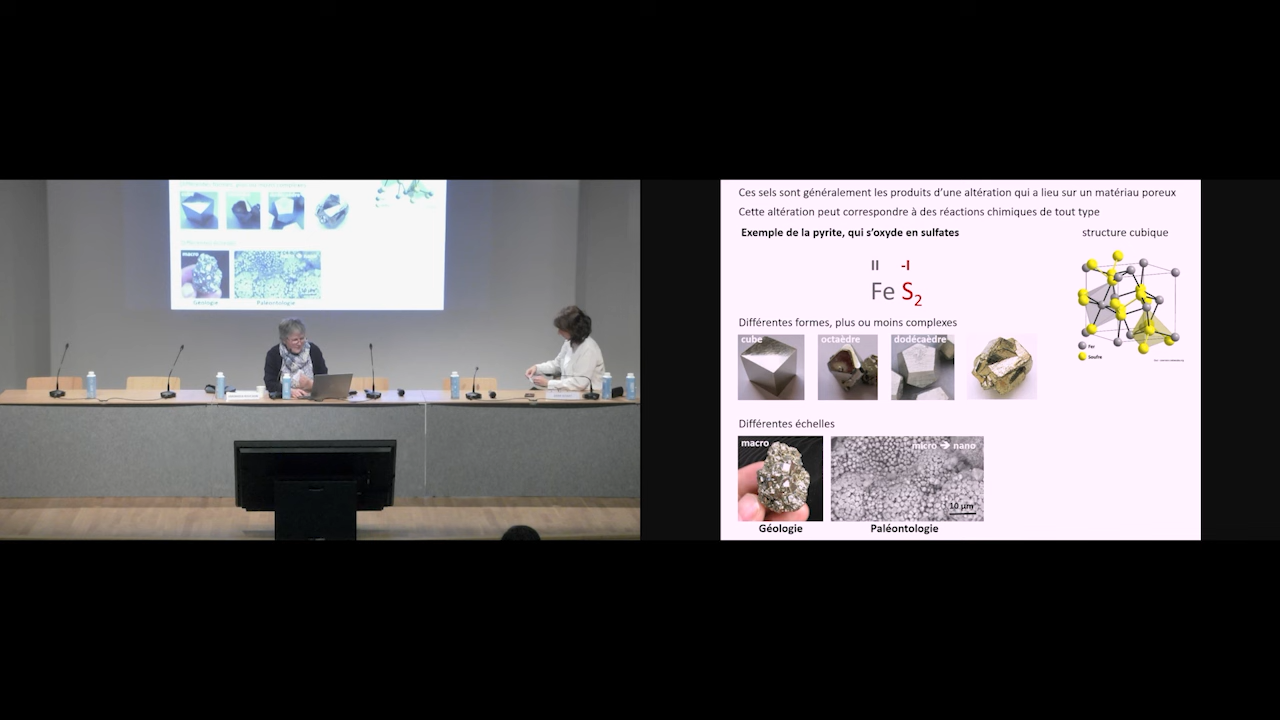 Ces sels sont généralement les produits d’une altération qui a lieu sur un matériau poreux
Cette altération peut correspondre à des réactions chimiques de tout type
Exemple de la pyrite, qui s’oxyde en sulfates
structure cubique
II -I
Fe S2
Fer
Soufre
Différentes formes, plus ou moins complexes
cube
octaèdre
dodécaèdre
Différentes échelles
macro
micro → nano
10 µm
Géologie
Paléontologie
macro
Géologie
Paléontologie